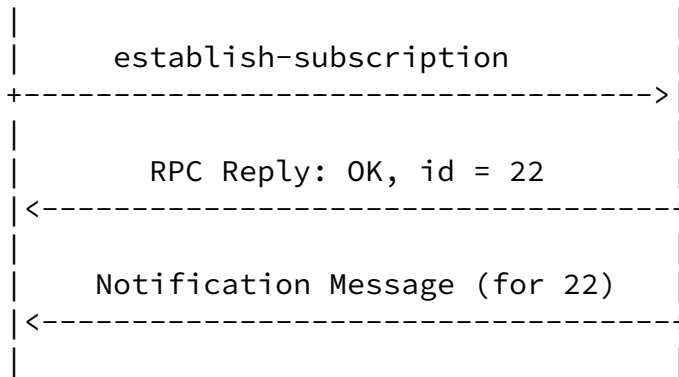 establish-subscription
RPC Reply: OK, id = 22
Notification Message (for 22)